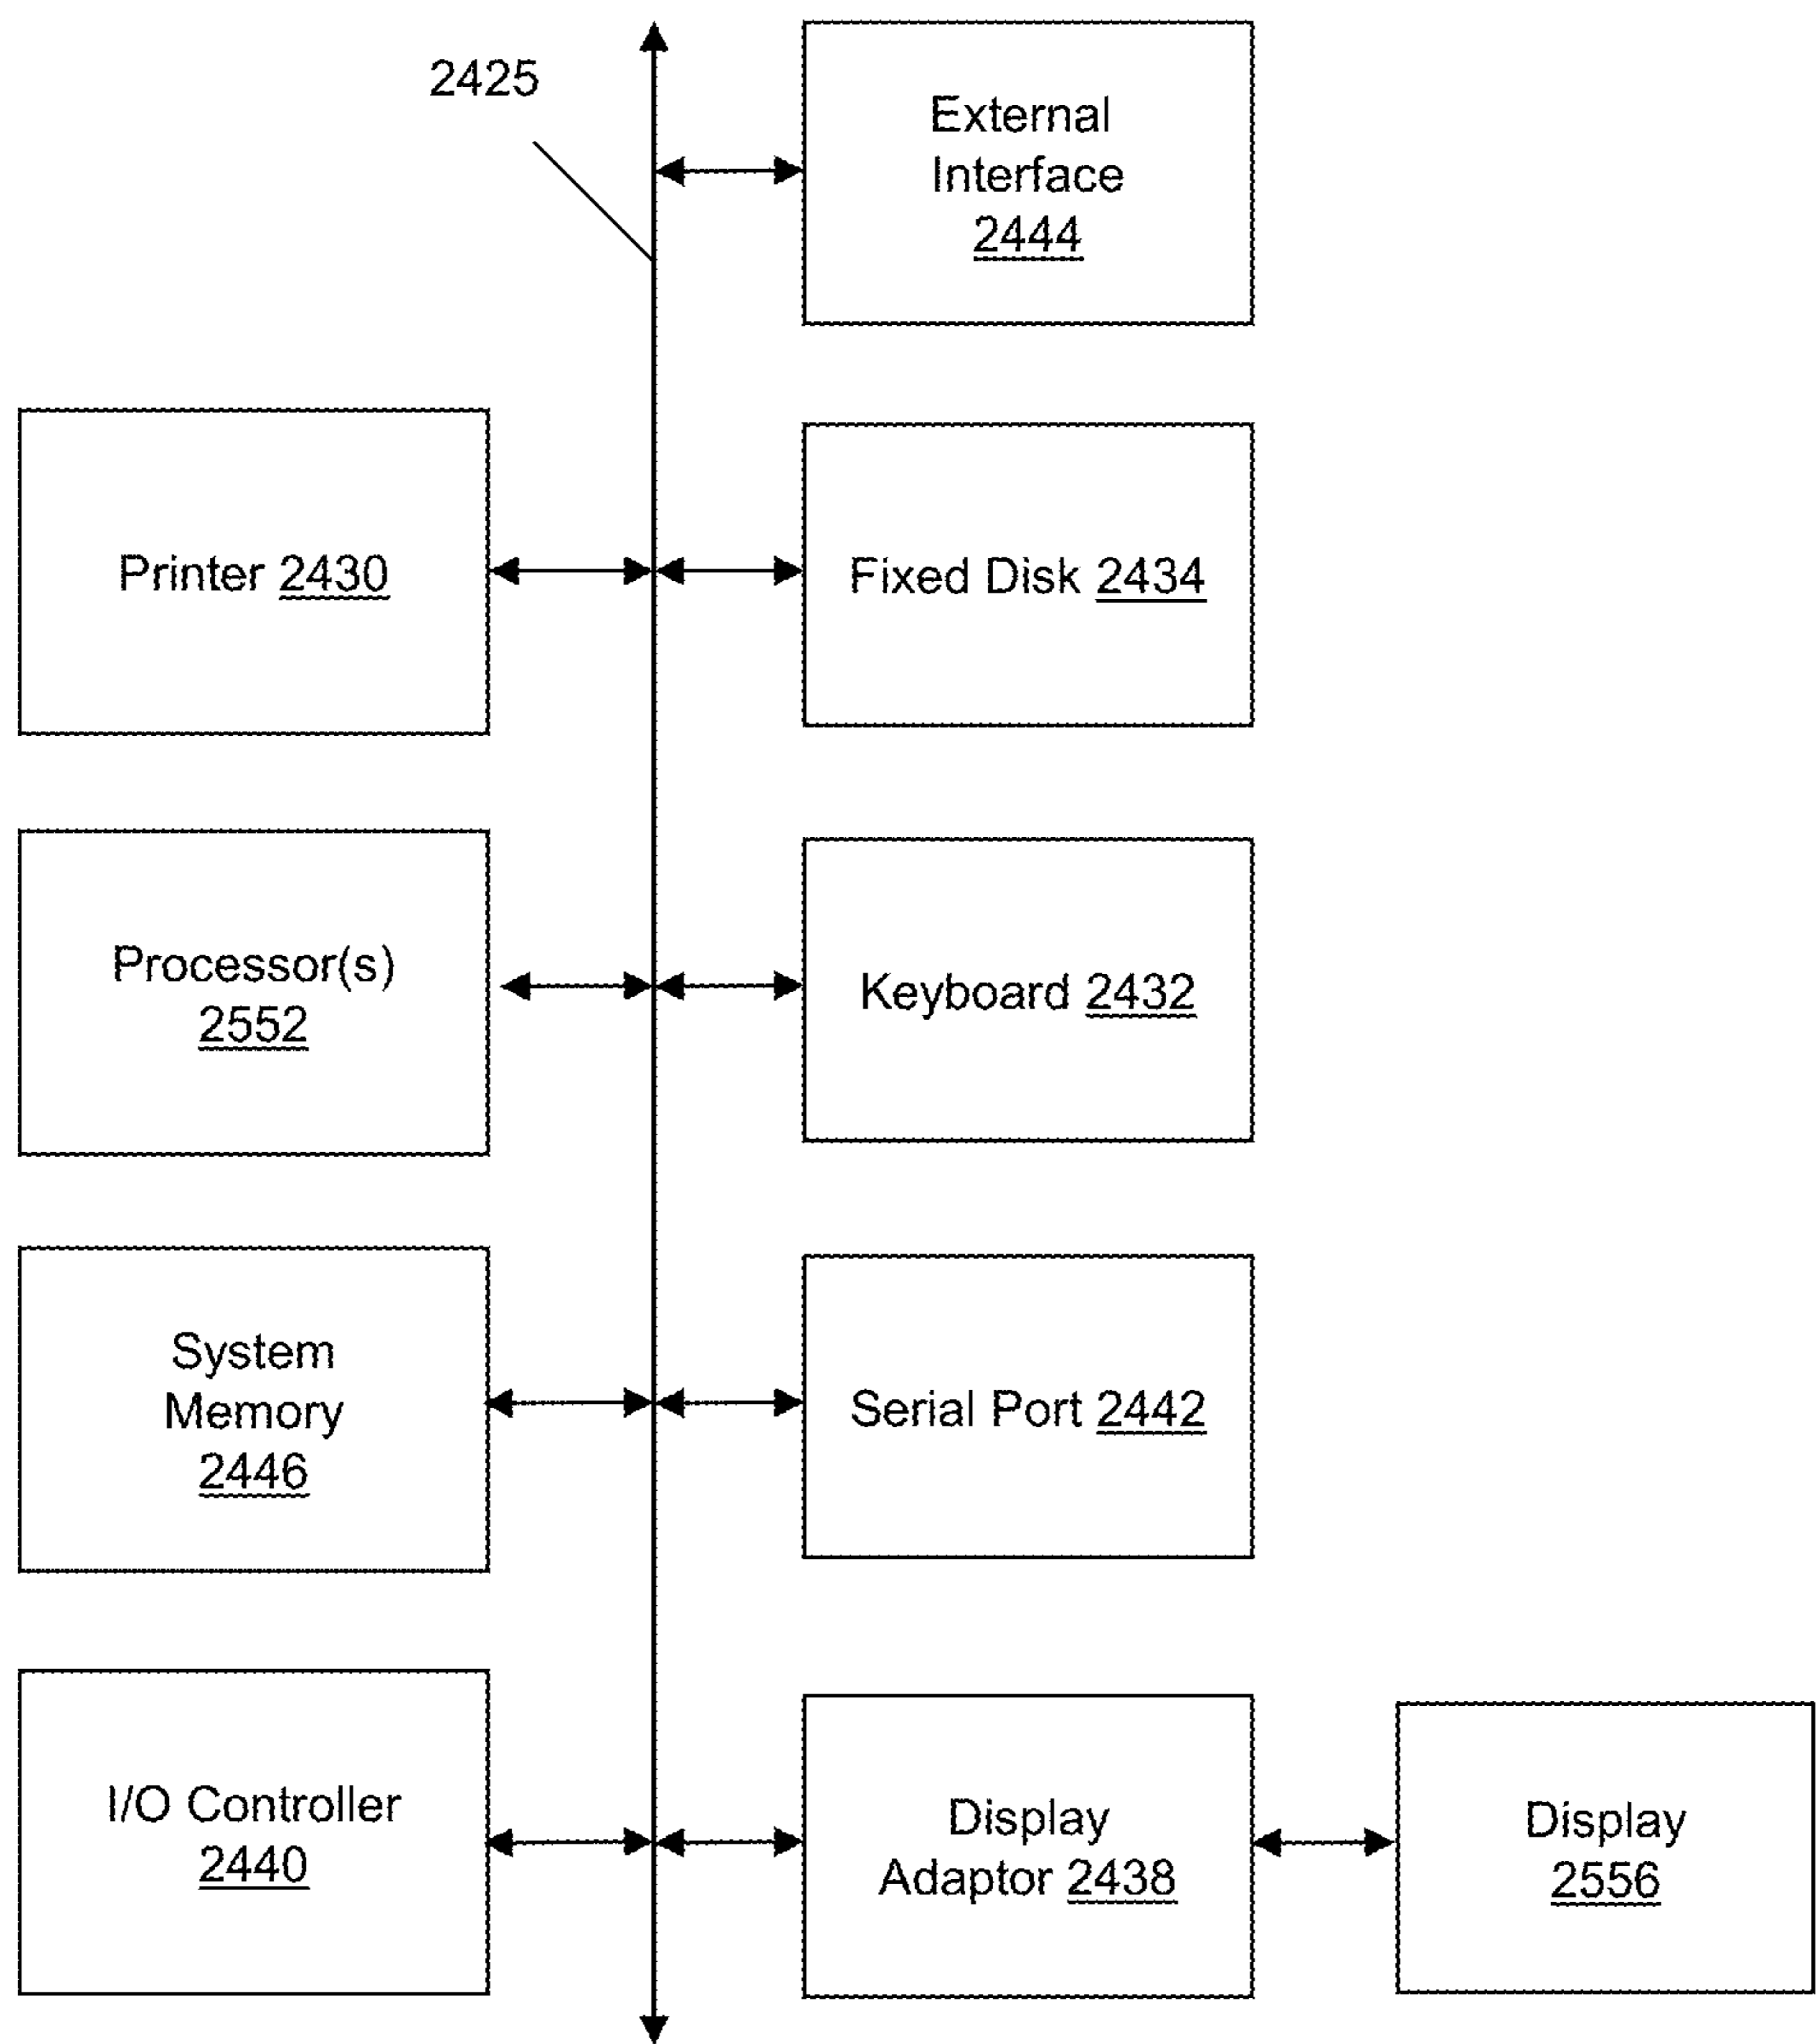 2425
External
Interface
2444
Printer 2430
Fixed Disk 2434
Processor(s)
2552
Keyboard 2432
System
Memory
2446
Serial Port 2442
I/O Controller
2440
Display
Adaptor 2438
Display
2556